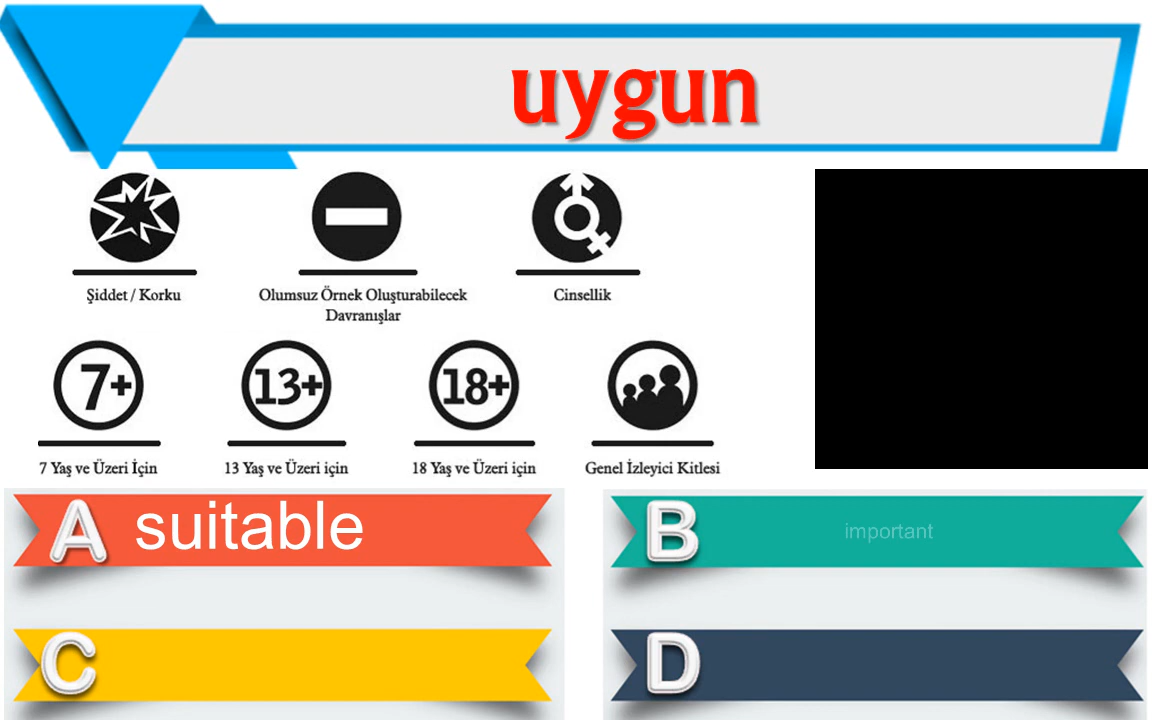 uygun
Şiddet / Korku
Olumsuz Örnek Oluşturabilecek
Davranışlar
Cinsellik
7+
13+
18+
7 Yaş ve Üzeri İçin
13 Yaş ve Üzeri için
18 Yaş ve Üzeri için
Genel İzleyici Kitlesi
A suitable
B important
C
D